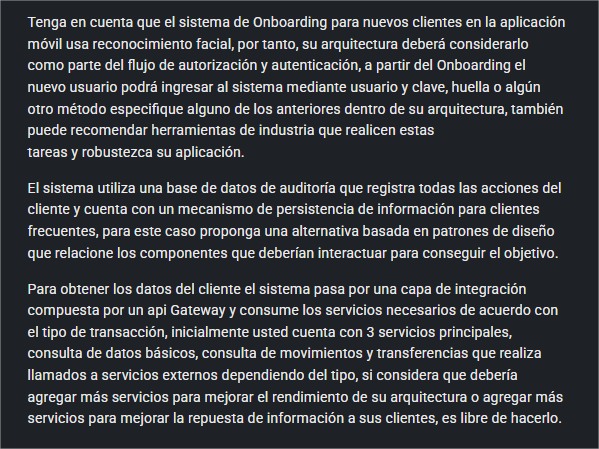 Tenga en cuenta que el sistema de Onboarding para nuevos clientes en la aplicación
móvil usa reconocimiento facial, por tanto, su arquitectura deberá considerarlo
como parte del flujo de autorización y autenticación, a partir del Onboarding el
nuevo usuario podrá ingresar al sistema mediante usuario y clave, huella o algún
otro método especifique alguno de los anteriores dentro de su arquitectura, también
puede recomendar herramientas de industria que realicen estas
tareas y robustezca su aplicación.
El sistema utiliza una base de datos de auditoría que registra todas las acciones del
cliente y cuenta con un mecanismo de persistencia de información para clientes
frecuentes, para este caso proponga una alternativa basada en patrones de diseño
que relacione los componentes que deberían interactuar para conseguir el objetivo.
Para obtener los datos del cliente el sistema pasa por una capa de integración
compuesta por un api Gateway y consume los servicios necesarios de acuerdo con
el tipo de transacción, inicialmente usted cuenta con 3 servicios principales,
consulta de datos básicos, consulta de movimientos y transferencias que realiza
llamados a servicios externos dependiendo del tipo, si considera que debería
agregar más servicios para mejorar el rendimiento de su arquitectura o agregar más
servicios para mejorar la repuesta de información a sus clientes, es libre de hacerlo.